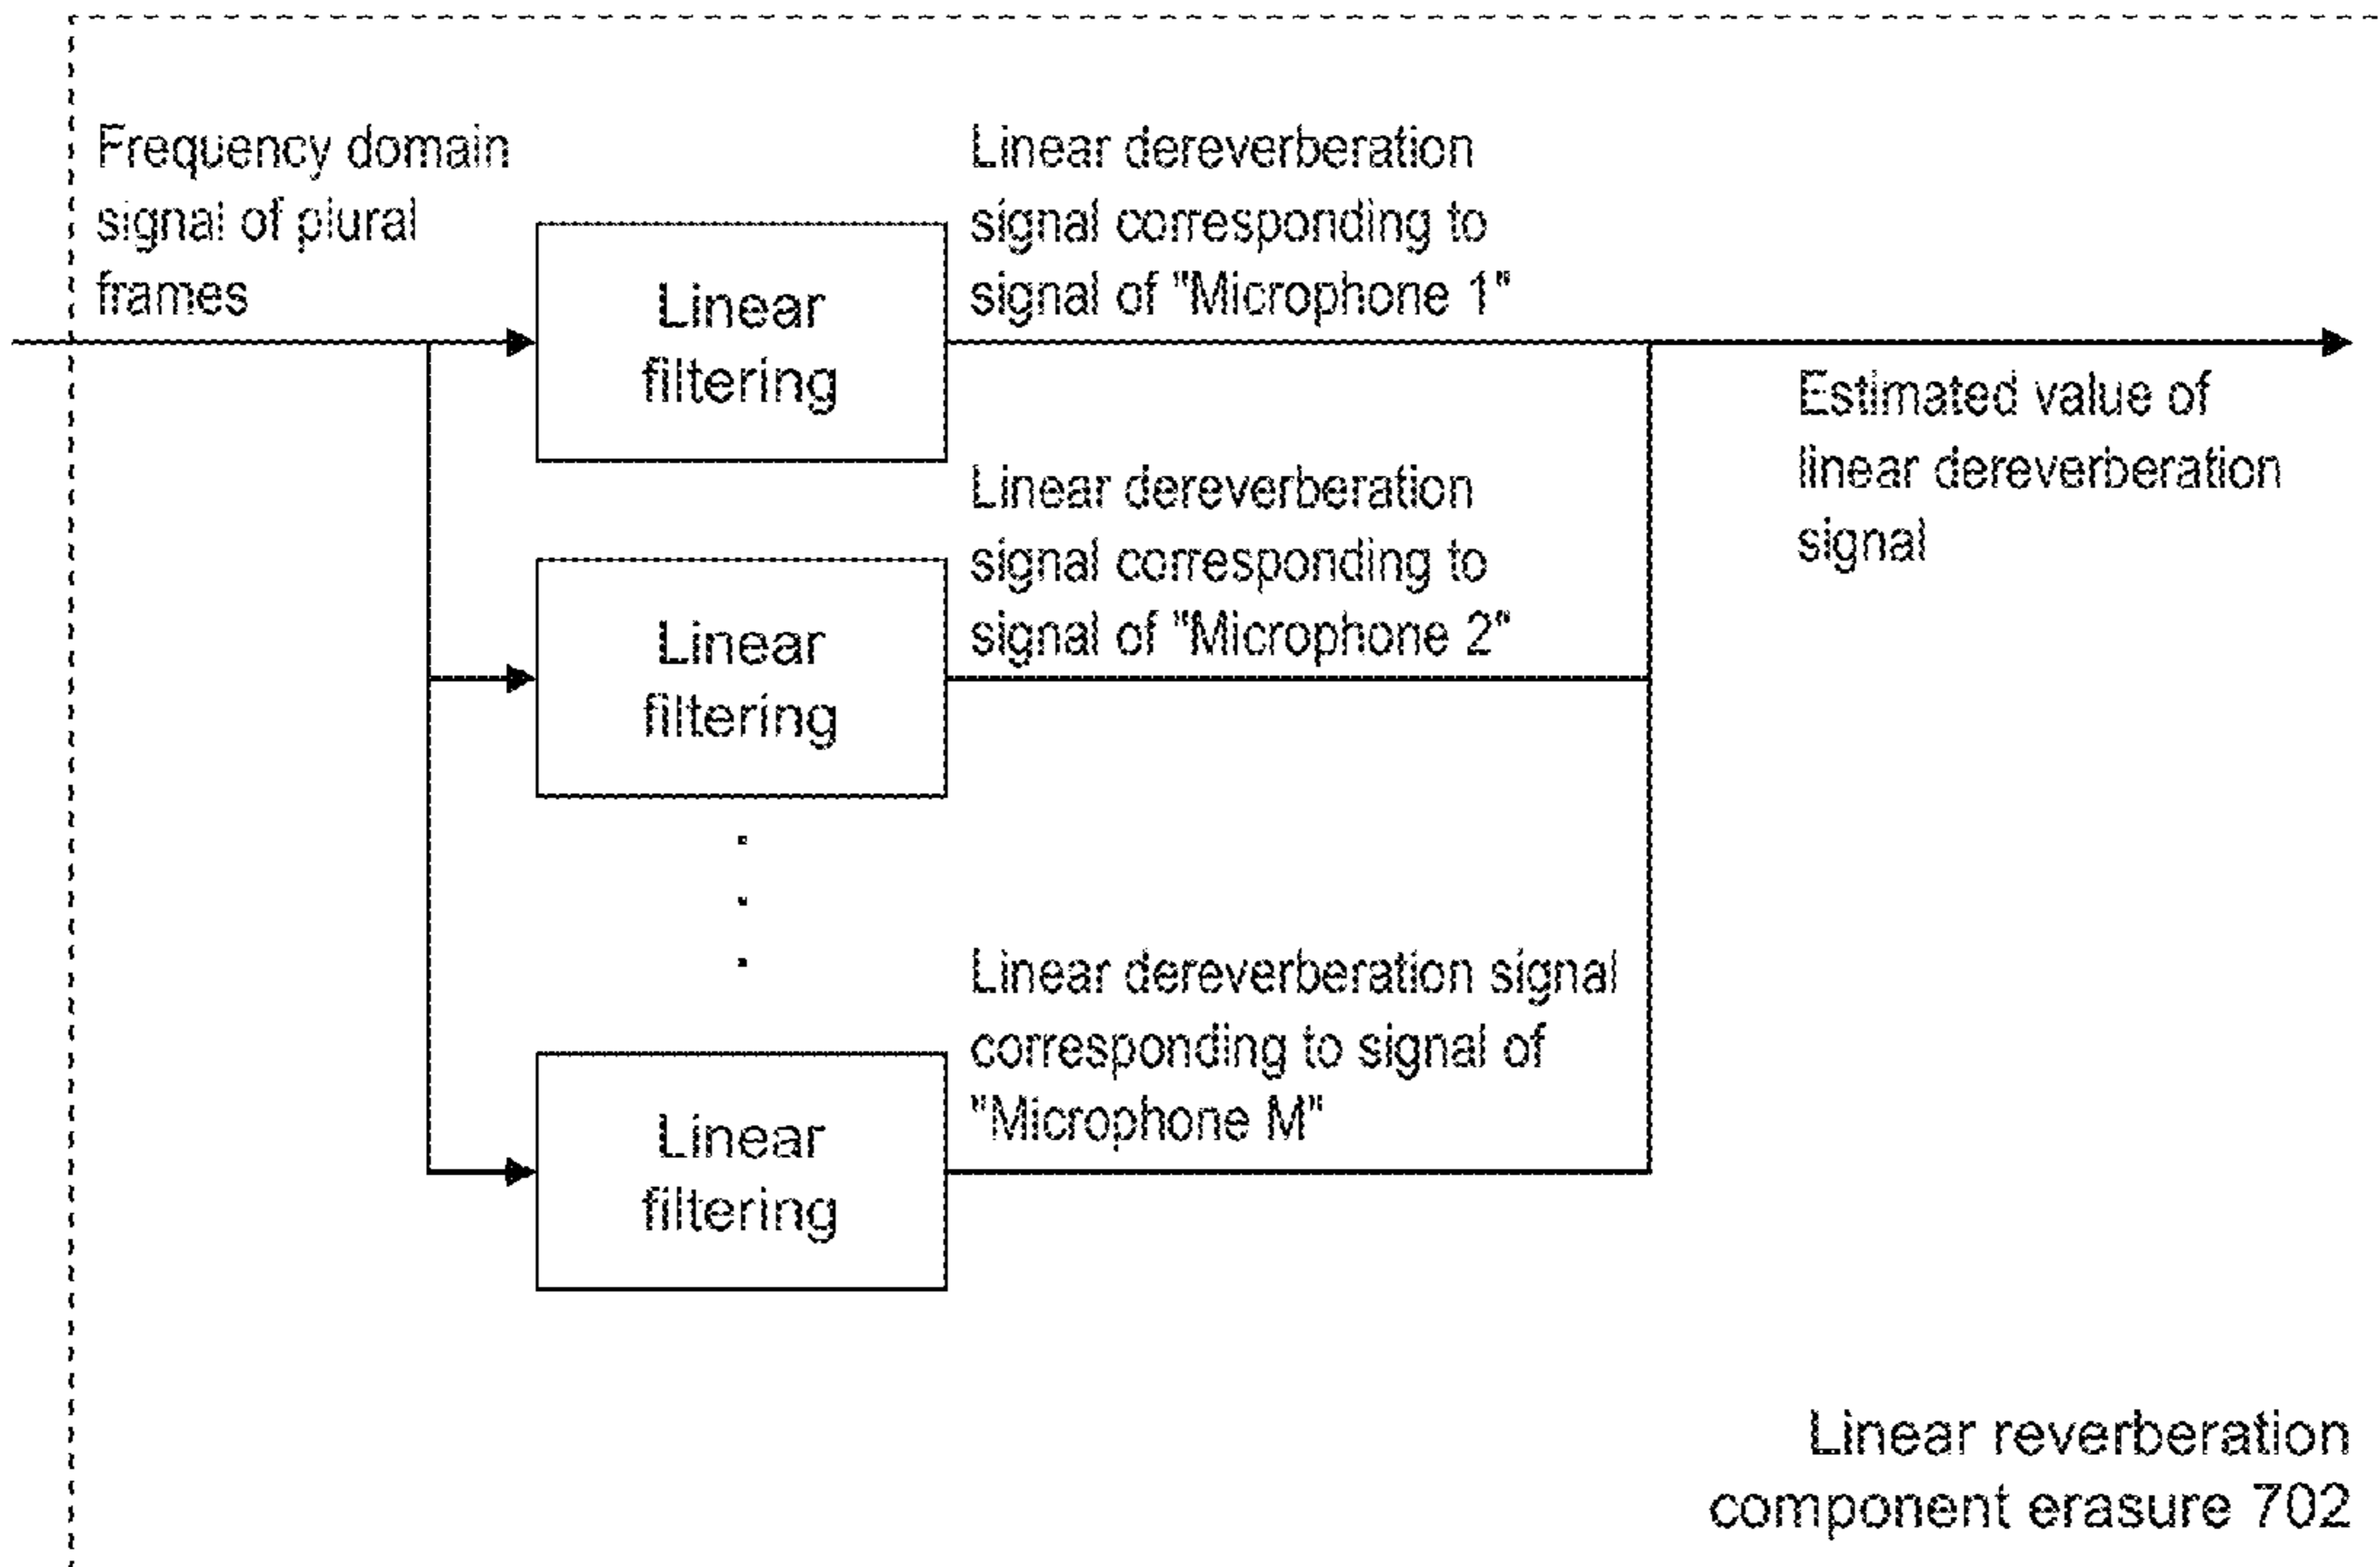 Frequency domain
signal of plural
frames
Linear
filtering
Linear dereverberation
signal corresponding to
signal of "Microphone 1"
Estimated value of
linear dereverberation
signal
Linear
filtering
Linear dereverberation
signal corresponding to
signal of "Microphone 2"
Linear
filtering
Linear dereverberation signal
corresponding to signal of
"Microphone M"
Linear reverberation
component erasure 702